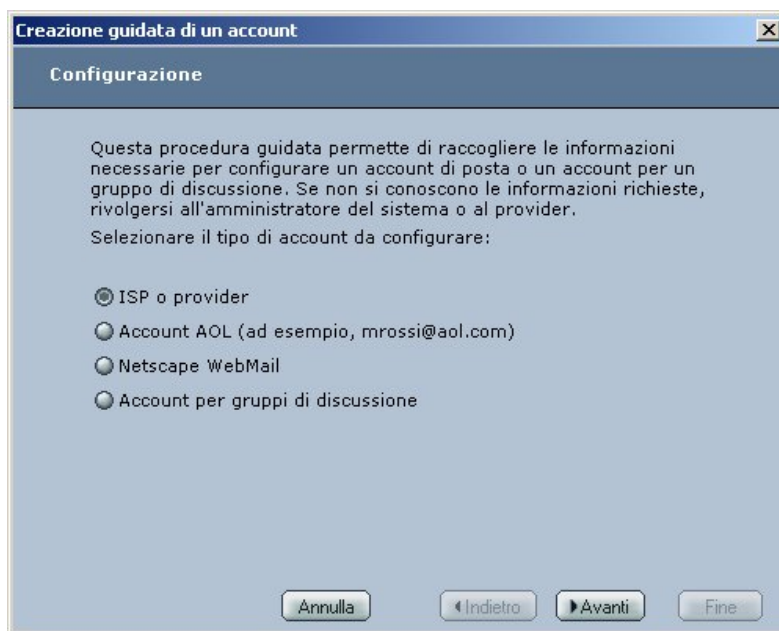 Creazione guidata di un account
Configurazione
Questa procedura guidata permette di raccogliere le informazioni
necessarie per configurare un account di posta o un account per un
gruppo di discussione. Se non si conoscono le informazioni richieste,
rivolgersi all'amministratore del sistema o al provider.
Selezionare il tipo di account da configurare:
ISP o provider
Account AOL (ad esempio, mrossi@aol.com)
Netscape WebMail
Account per gruppi di discussione
Annulla Indietro Avanti Fine